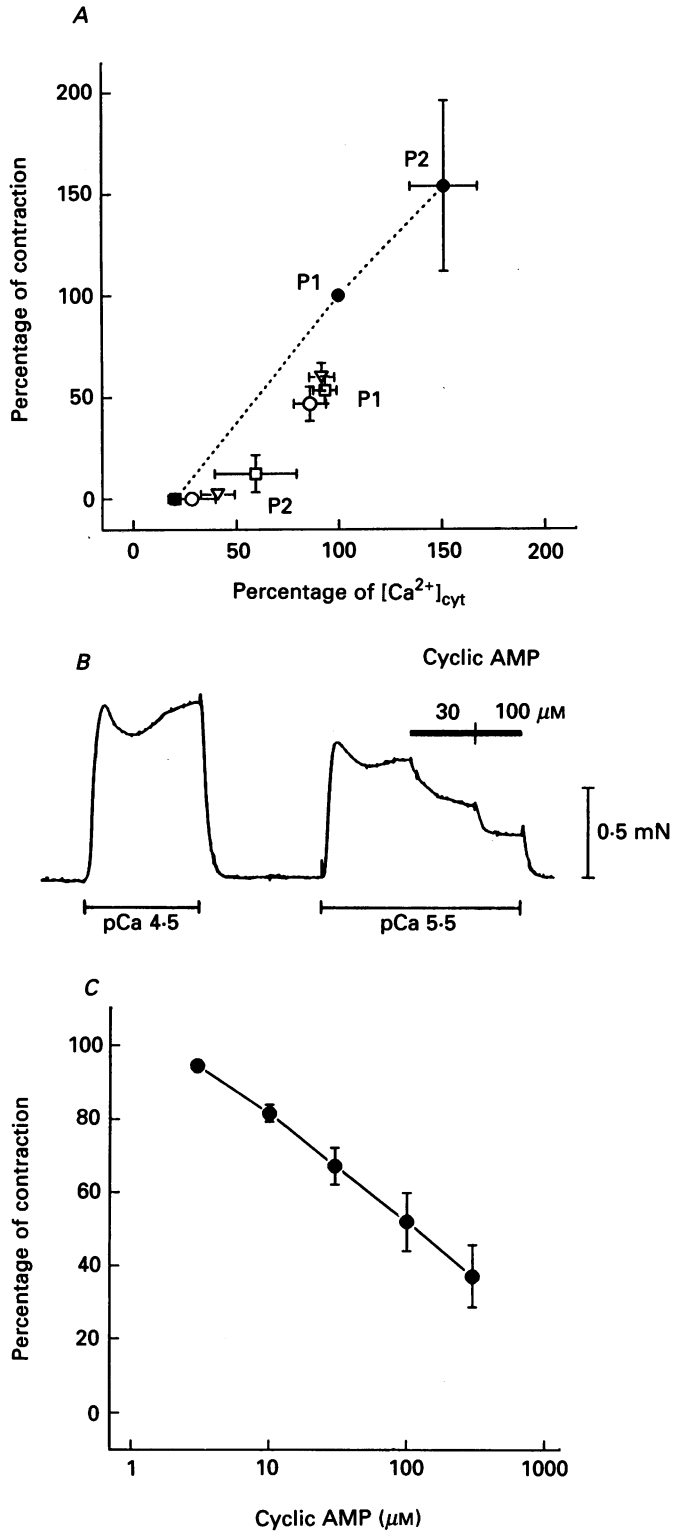 A
Percentage of contraction
200
150
100
50
0
P2
P1
P1
P2
0 50 100 150 200
Percentage of [Ca2+]cyt
B
Cyclic AMP
30 100 μM
0·5 mN
pCa 4·5 pCa 5·5
C
Percentage of contraction
100
80
60
40
20
0
1 10 100 1000
Cyclic AMP (μM)